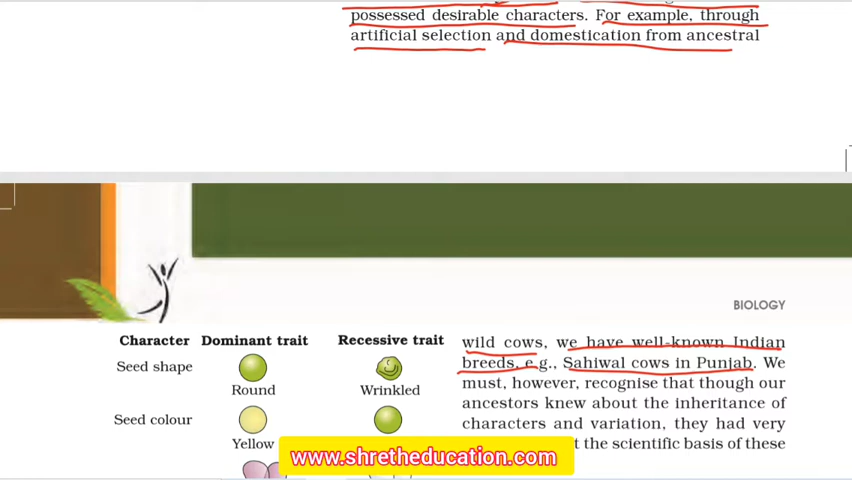 possessed desirable characters. For example, through
artificial selection and domestication from ancestral
BIOLOGY
Character Dominant trait Recessive trait
Seed shape
Round Wrinkled
Seed colour
Yellow
wild cows, we have well-known Indian
breeds, e.g., Sahiwal cows in Punjab. We
must, however, recognise that though our
ancestors knew about the inheritance of
characters and variation, they had very
the scientific basis of these
www.shretheducation.com